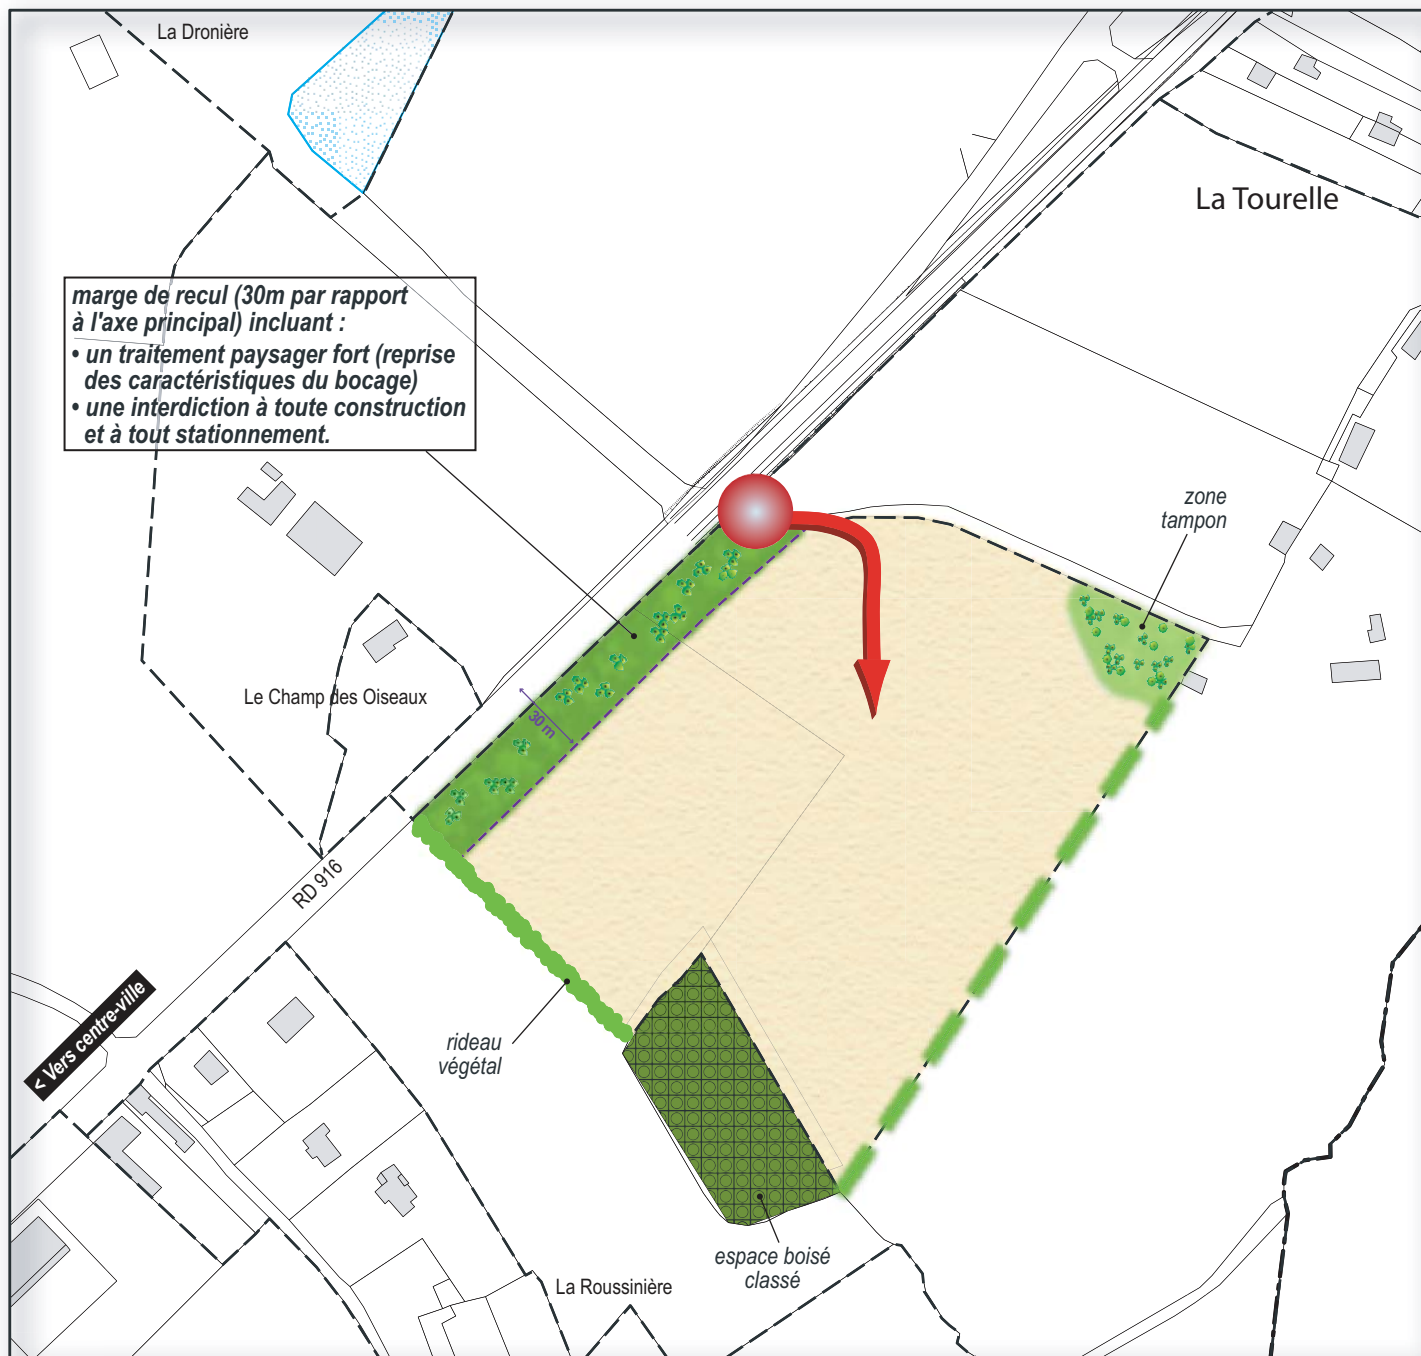 La Dronière
La Tourelle
marge de recul (30m par rapport
à l'axe principal) incluant :
• un traitement paysager fort (reprise
des caractéristiques du bocage)
• une interdiction à toute construction
et à tout stationnement.
zone
tampon
Le Champ des Oiseaux
30 m
RD 916
< Vers centre-ville
rideau
végétal
espace boisé
classé
La Roussinière